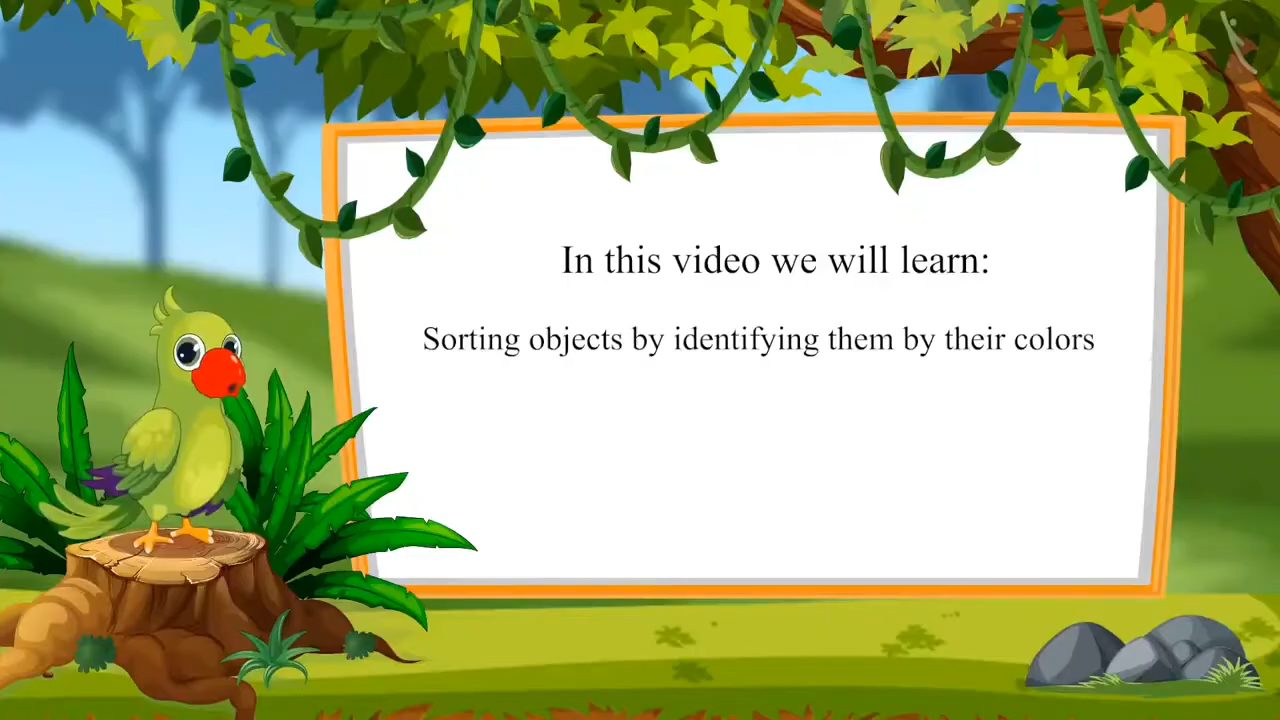 In this video we will learn:
Sorting objects by identifying them by their colors